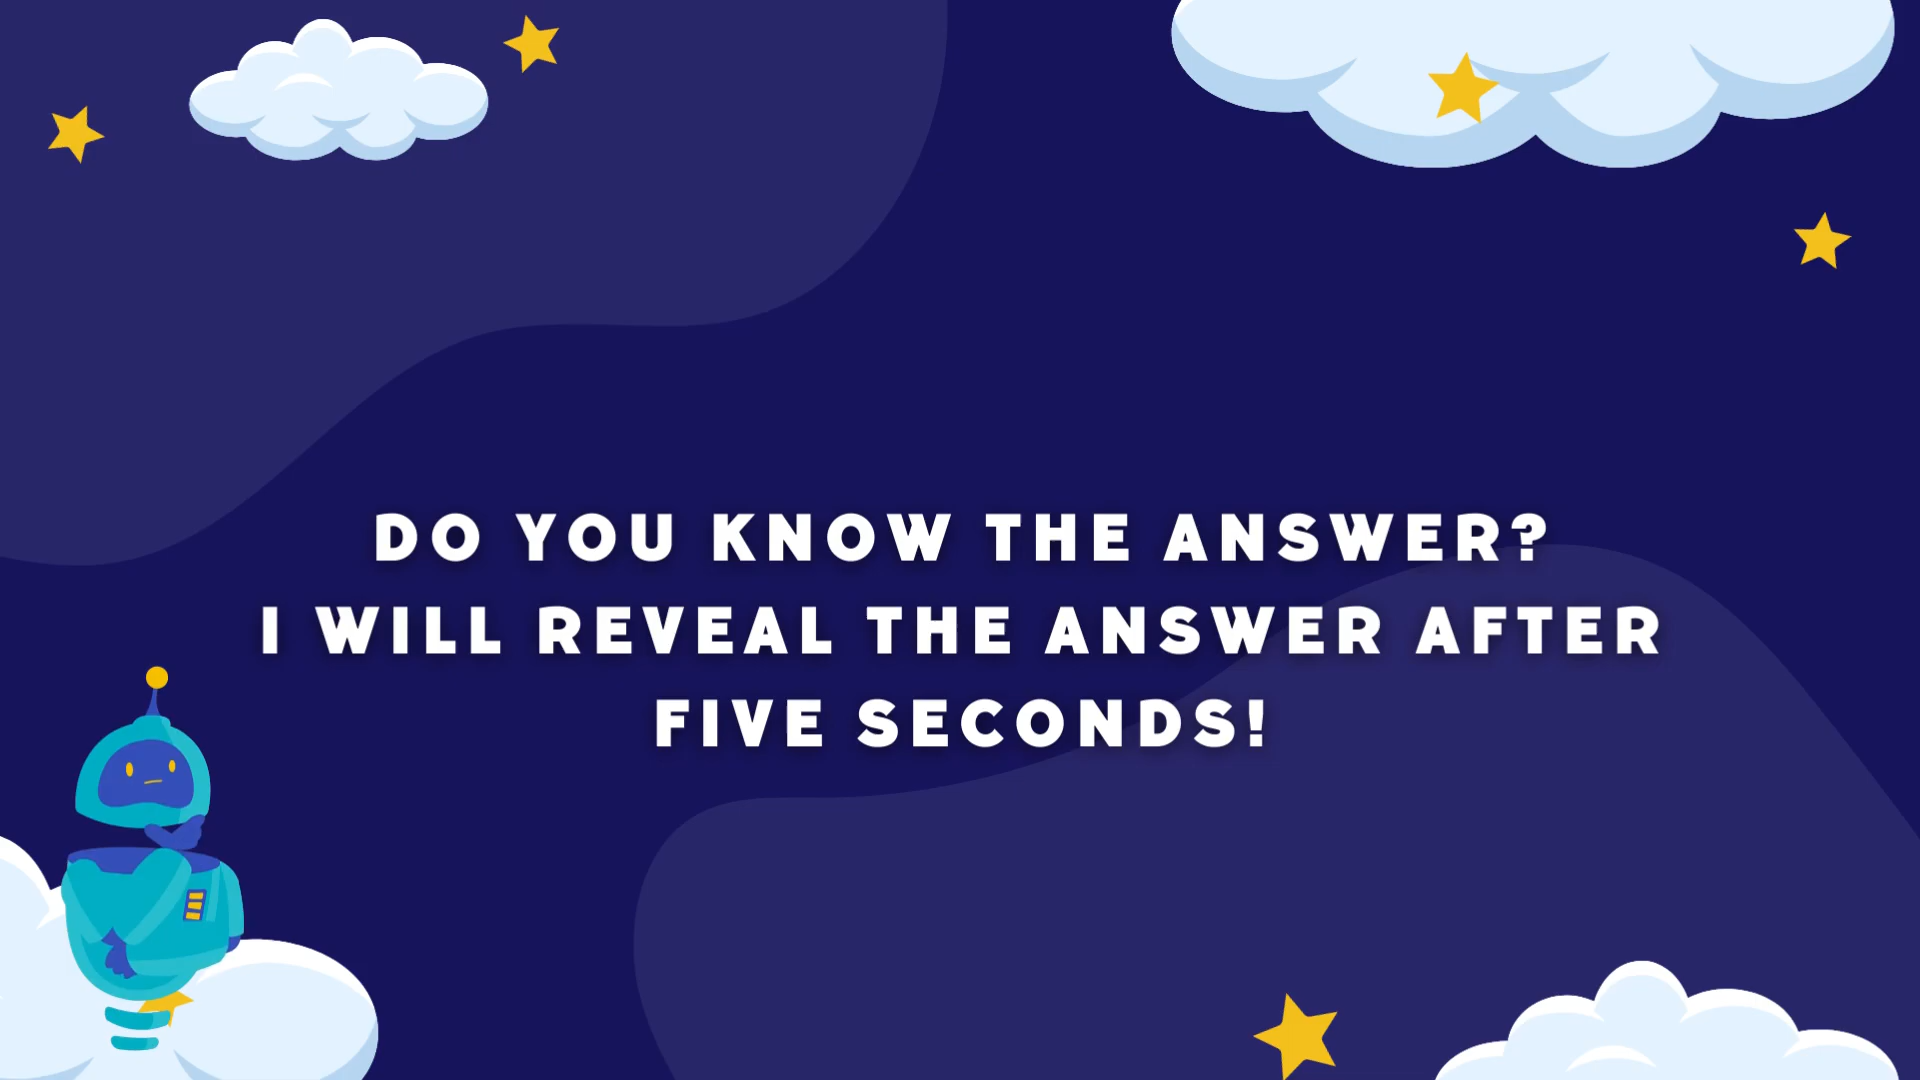 DO YOU KNOW THE ANSWER?
I WILL REVEAL THE ANSWER AFTER
FIVE SECONDS!